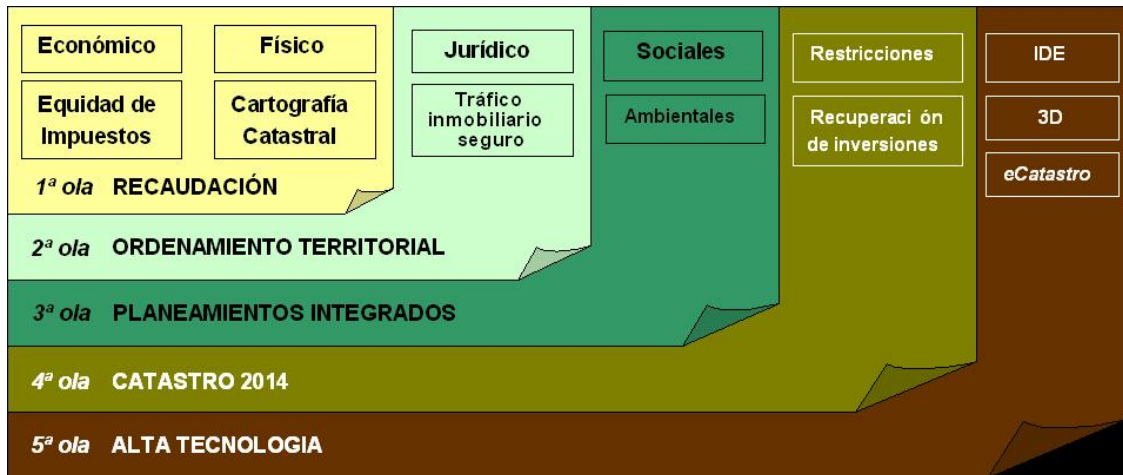 Económico
Físico
Jurídico
Sociales
Restricciones
IDE
Equidad de
Impuestos
Cartografía
Catastral
Tráfico
inmobiliario
seguro
Ambientales
Recuperaci ón
de inversiones
3D
eCatastro
1ª ola RECAUDACIÓN
2ª ola ORDENAMIENTO TERRITORIAL
3ª ola PLANEAMIENTOS INTEGRADOS
4ª ola CATASTRO 2014
5ª ola ALTA TECNOLOGIA